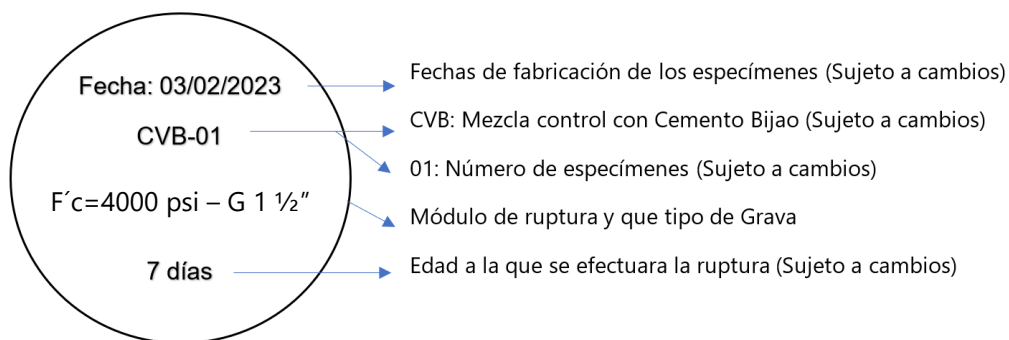 Fecha: 03/02/2023
CVB-01
F´c=4000 psi – G 1 ½”
7 días
Fechas de fabricación de los especímenes (Sujeto a cambios)
CVB: Mezcla control con Cemento Bijao (Sujeto a cambios)
01: Número de especímenes (Sujeto a cambios)
Módulo de ruptura y que tipo de Grava
Edad a la que se efectuara la ruptura (Sujeto a cambios)